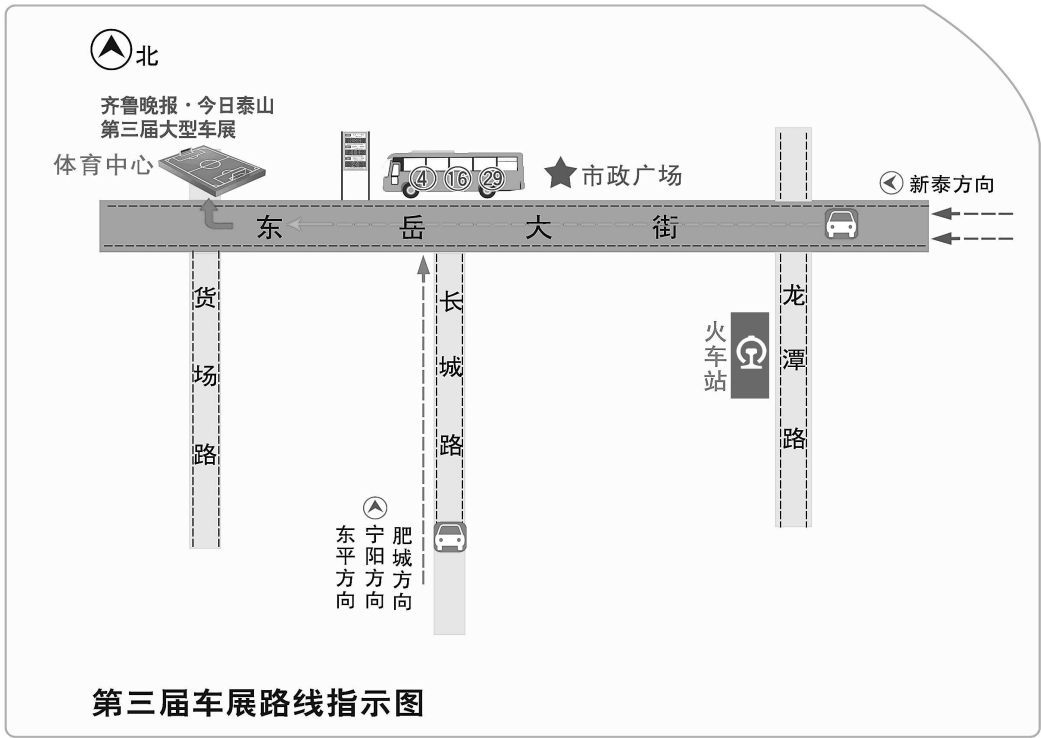 北
齐鲁晚报·今日泰山
第三届大型车展
体育中心
4 16 29
市政广场
新泰方向
东岳大街
货场路
长城路
龙潭路
火车站
东平方向
宁阳方向
肥城方向
第三届车展路线指示图